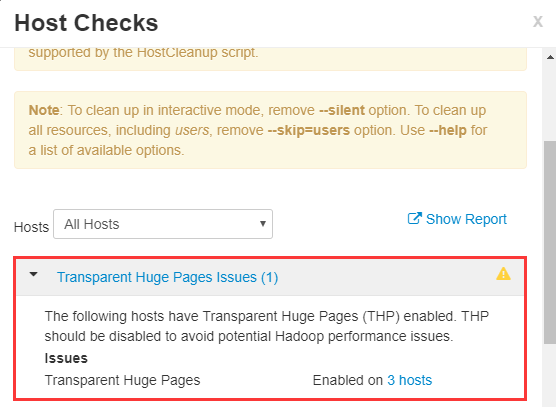 Host Checks
x
supported by the HostCleanup script.
Note: To clean up in interactive mode, remove --silent option. To clean up
all resources, including users, remove --skip=users option. Use --help for
a list of available options.
Hosts All Hosts Show Report
Transparent Huge Pages Issues (1)
The following hosts have Transparent Huge Pages (THP) enabled. THP
should be disabled to avoid potential Hadoop performance issues.
Issues
Transparent Huge Pages Enabled on 3 hosts